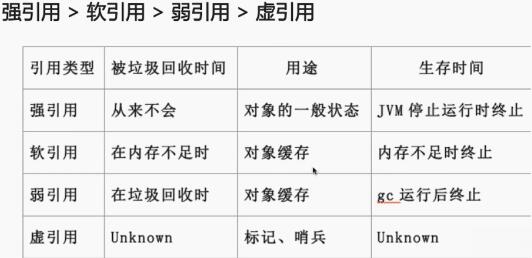 强引用 > 软引用 > 弱引用 > 虚引用
引用类型 被垃圾回收时间 用途 生存时间
强引用 从来不会 对象的一般状态 JVM 停止运行时终止
软引用 在内存不足时 对象缓存 内存不足时终止
弱引用 在垃圾回收时 对象缓存 gc 运行后终止
虚引用 Unknown 标记、哨兵 Unknown